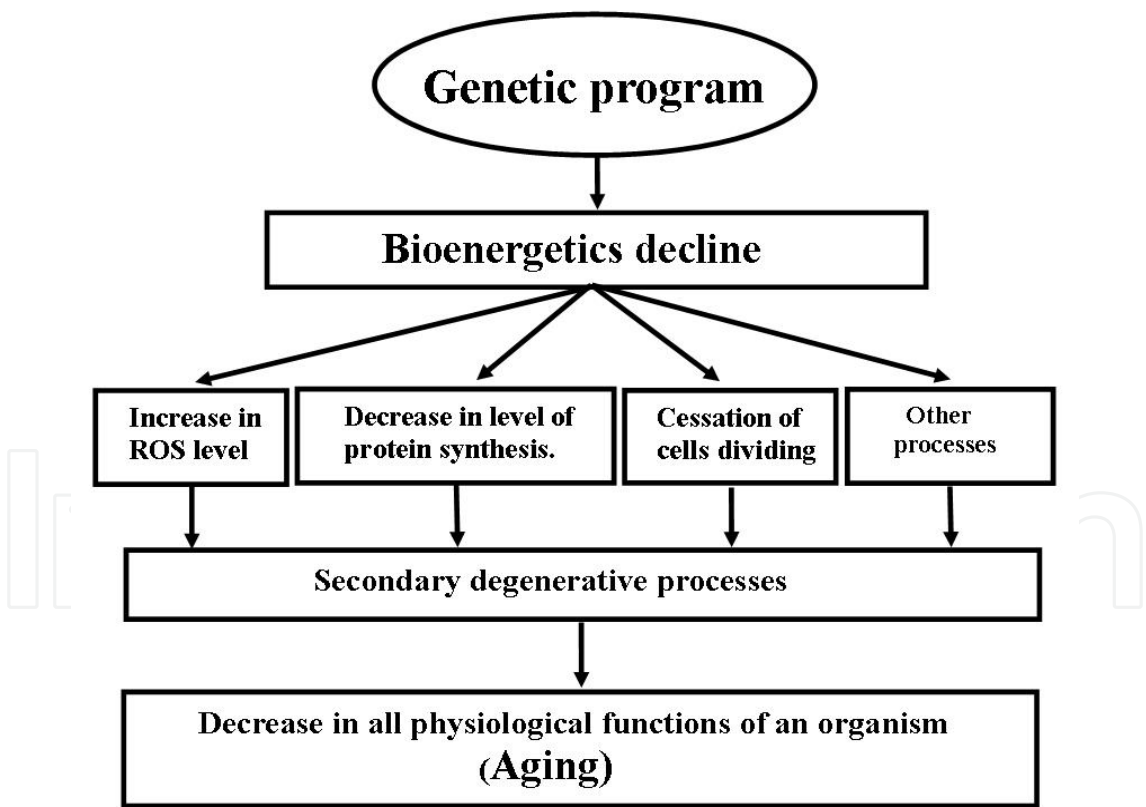 Genetic program
Bioenergetics decline
Increase in
ROS level
Decrease in level of
protein synthesis.
Cessation of
cells dividing
Other
processes
Secondary degenerative processes
Decrease in all physiological functions of an organism
(Aging)